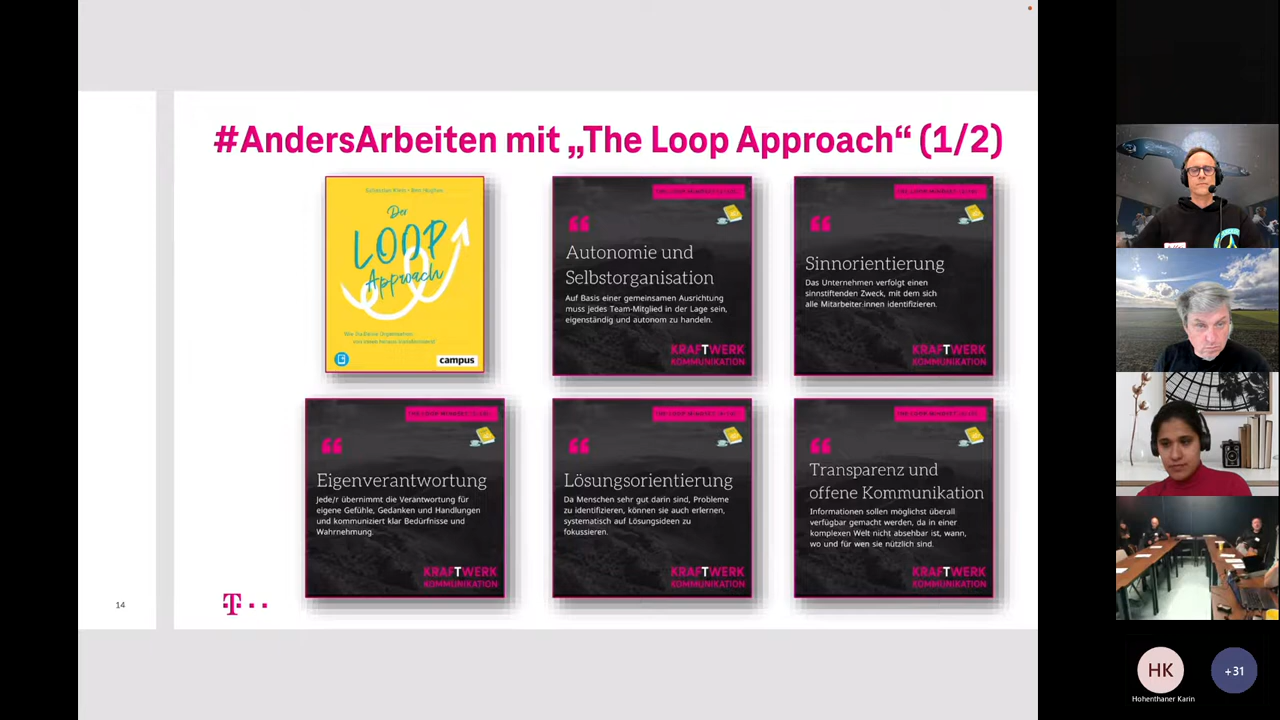 #AndersArbeiten mit „The Loop Approach“ (1/2)
Der
LOOP
Approach
campus
Autonomie und
Selbstorganisation
Auf Basis einer gemeinsamen Ausrichtung
muss jedes Team-Mitglied in der Lage sein,
eigenständig und autonom zu handeln.
KRAFTWERK
KOMMUNIKATION
Sinnorientierung
Das Unternehmen verfolgt einen
sinnstiftenden Zweck, mit dem sich
alle Mitarbeiter:innen identifizieren.
KRAFTWERK
KOMMUNIKATION
Eigenverantwortung
Jede/r übernimmt die Verantwortung für
eigene Gefühle, Gedanken und Handlungen
und kommuniziert klar Bedürfnisse und
Wahrnehmung.
KRAFTWERK
KOMMUNIKATION
Lösungsorientierung
Da Menschen sehr gut darin sind, Probleme
zu identifizieren, können sie auch erlernen,
systematisch auf Lösungsideen zu
fokussieren.
KRAFTWERK
KOMMUNIKATION
Transparenz und
offene Kommunikation
Informationen sollen möglichst überall
verfügbar gemacht werden, da in einer
komplexen Welt nicht absehbar ist, wann,
wo und für wen sie nützlich sind.
KRAFTWERK
KOMMUNIKATION
14
T
HK
+31
Hohenthaner Karin